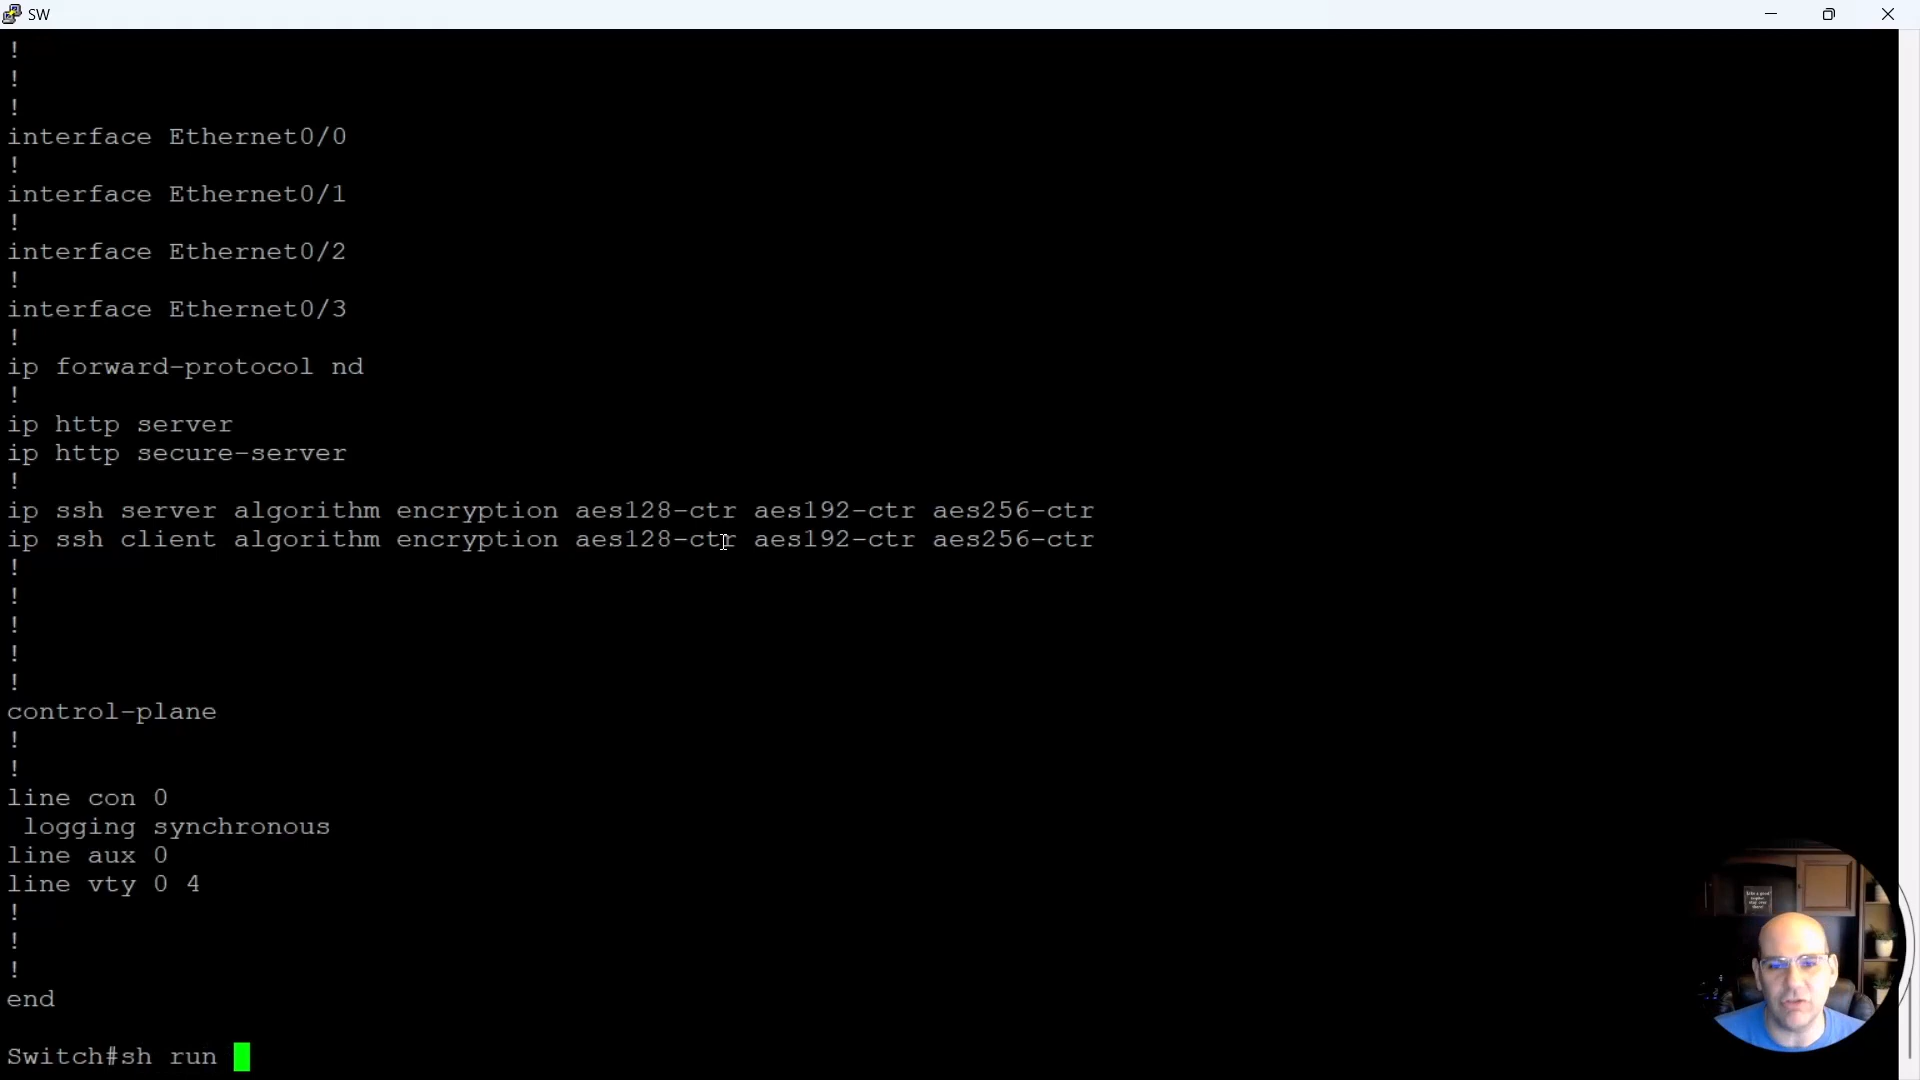 SW
!
!
!
interface Ethernet0/0
!
interface Ethernet0/1
!
interface Ethernet0/2
!
interface Ethernet0/3
!
ip forward-protocol nd
!
ip http server
ip http secure-server
!
ip ssh server algorithm encryption aes128-ctr aes192-ctr aes256-ctr
ip ssh client algorithm encryption aes128-ctr aes192-ctr aes256-ctr
!
!
!
!
!
control-plane
!
!
line con 0
 logging synchronous
line aux 0
line vty 0 4
!
!
!
end
Switch#sh run